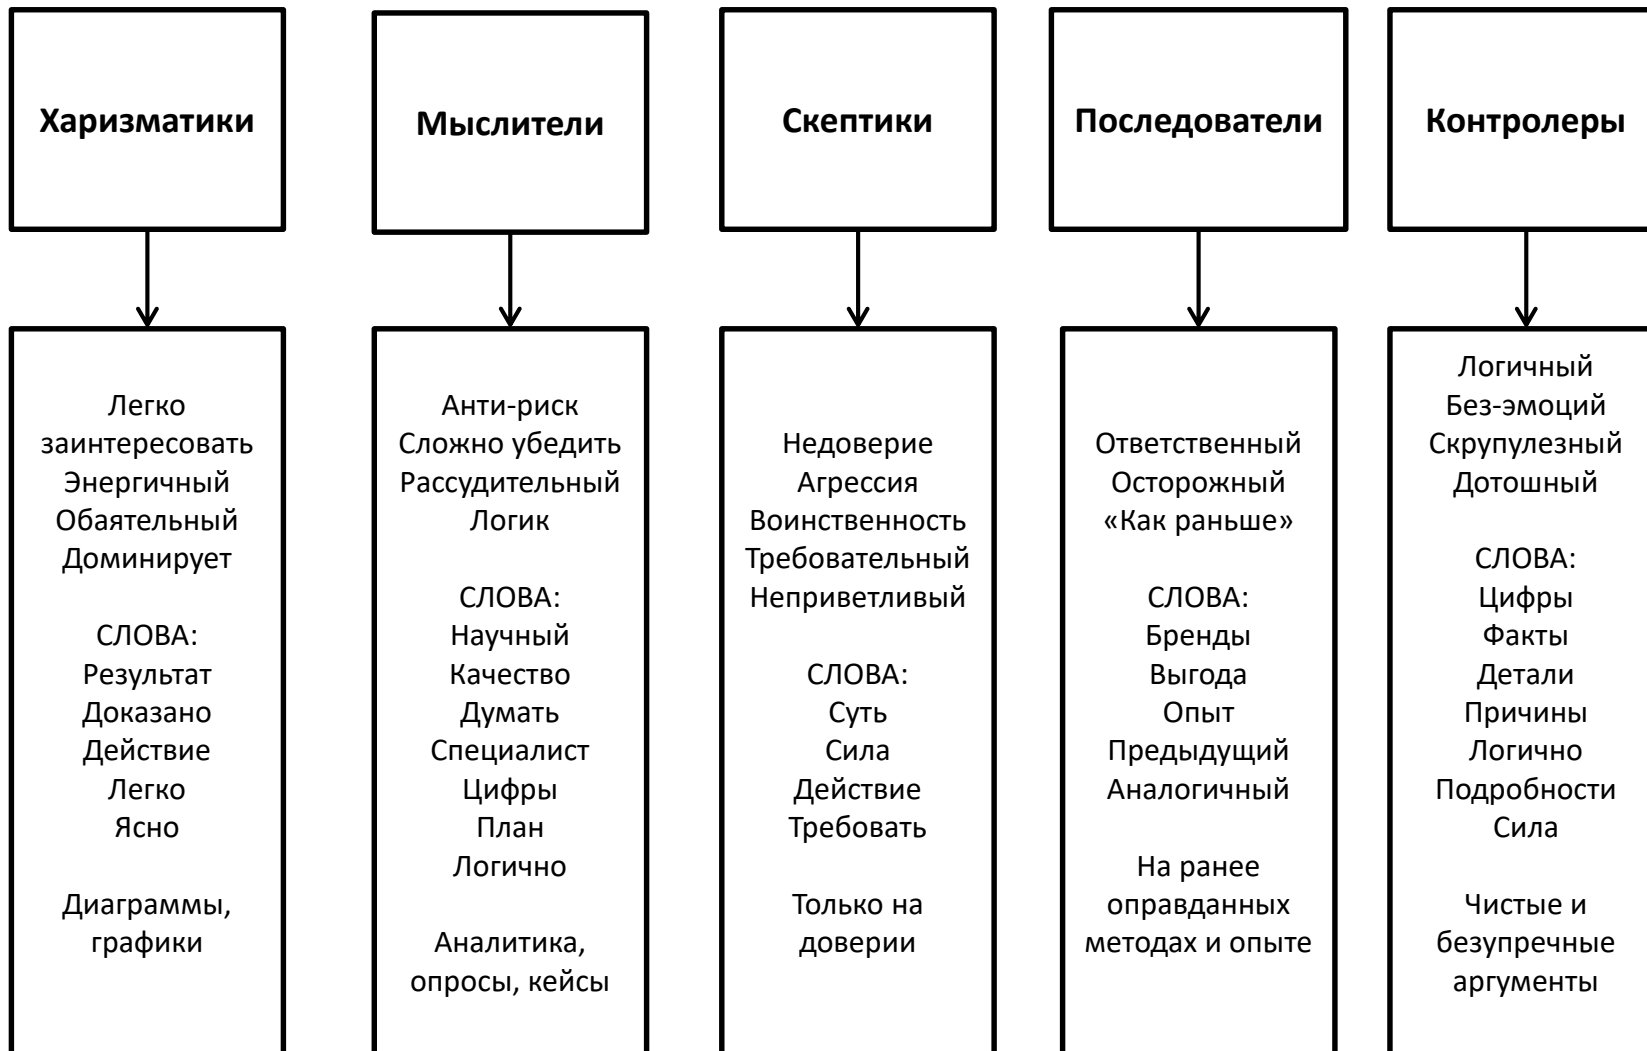 Харизматики
Мыслители
Скептики
Последователи
Контролеры
Легко
заинтересовать
Энергичный
Обаятельный
Доминирует
СЛОВА:
Результат
Доказано
Действие
Легко
Ясно
Диаграммы,
графики
Анти-риск
Сложно убедить
Рассудительный
Логик
СЛОВА:
Научный
Качество
Думать
Специалист
Цифры
План
Логично
Аналитика,
опросы, кейсы
Недоверие
Агрессия
Воинственность
Требовательный
Неприветливый
СЛОВА:
Суть
Сила
Действие
Требовать
Только на
доверии
Ответственный
Осторожный
«Как раньше»
СЛОВА:
Бренды
Выгода
Опыт
Предыдущий
Аналогичный
На ранее
оправданных
методах и опыте
Логичный
Без-эмоций
Скрупулезный
Дотошный
СЛОВА:
Цифры
Факты
Детали
Причины
Логично
Подробности
Сила
Чистые и
безупречные
аргументы